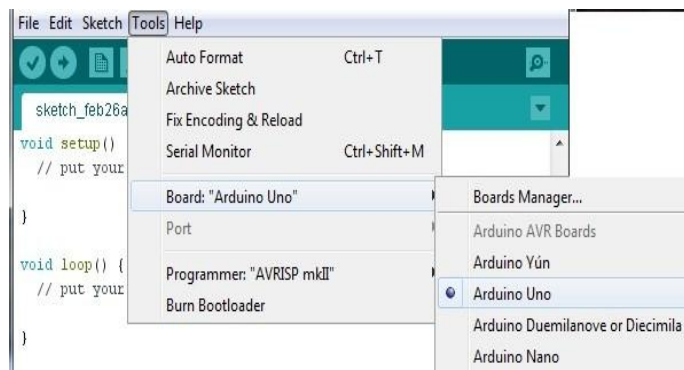 File Edit Sketch Tools Help
Auto Format Ctrl+T
Archive Sketch
Fix Encoding & Reload
Serial Monitor Ctrl+Shift+M
Board: "Arduino Uno"
Port
Programmer: "AVRISP mkII"
Burn Bootloader
Boards Manager...
Arduino AVR Boards
Arduino Yún
Arduino Uno
Arduino Duemilanove or Diecimila
Arduino Nano
sketch_feb26a
void setup()
// put your
}
void loop() {
// put your
}